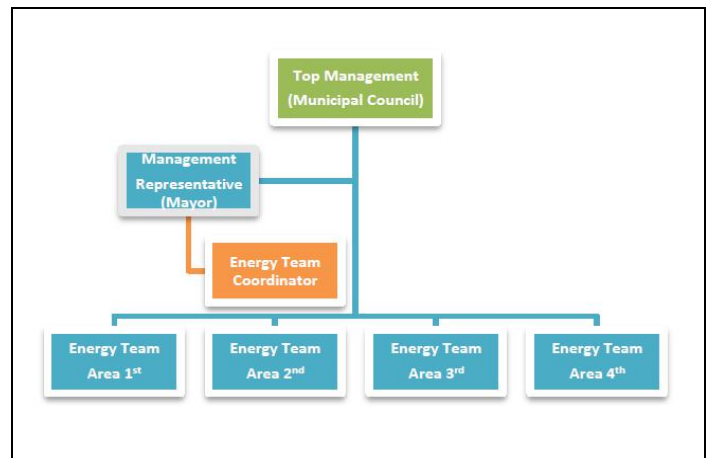 Top Management
(Municipal Council)
Management
Representative
(Mayor)
Energy Team
Coordinator
Energy Team
Area 1st
Energy Team
Area 2nd
Energy Team
Area 3rd
Energy Team
Area 4th